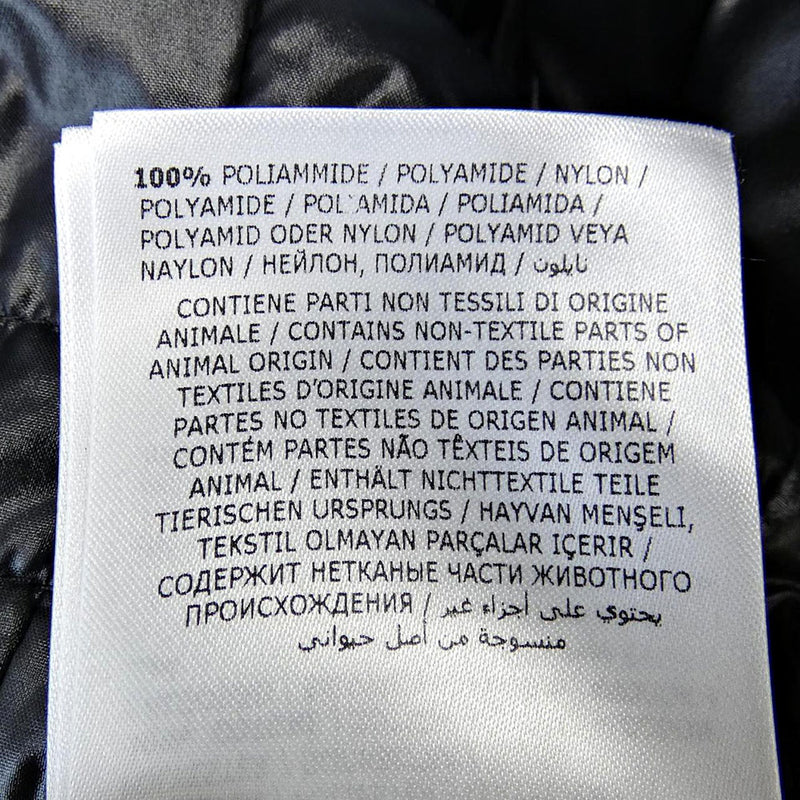 100% POLIAMMIDE / POLYAMIDE / NYLON /
POLYAMIDE / POL'AMIDA / POLIAMIDA /
POLYAMID ODER NYLON / POLYAMID VEYA
NAYLON / НЕЙЛОН, ПОЛИАМИД / نايلون
CONTIENE PARTI NON TESSILI DI ORIGINE
ANIMALE / CONTAINS NON-TEXTILE PARTS OF
ANIMAL ORIGIN / CONTIENT DES PARTIES NON
TEXTILES D'ORIGINE ANIMALE / CONTIENE
PARTES NO TEXTILES DE ORIGEN ANIMAL /
CONTÉM PARTES NÃO TÊXTEIS DE ORIGEM
ANIMAL / ENTHÄLT NICHTTEXTILE TEILE
TIERISCHEN URSPRUNGS / HAYVAN MENŞELİ,
TEKSTIL OLMAYAN PARÇALAR IÇERIR /
СОДЕРЖИТ НЕТКАНЫЕ ЧАСТИ ЖИВОТНОГО
ПРОИСХОЖДЕНИЯ / يحتوي على أجزاء غير
منسوجة من أصل حيواني